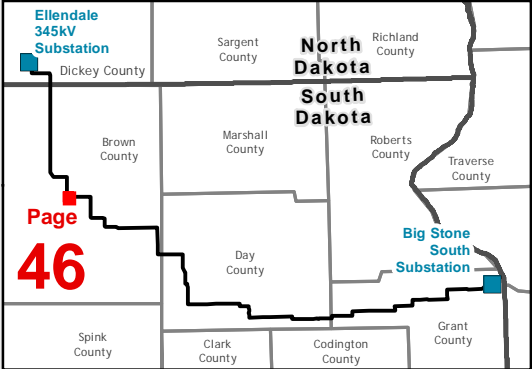 Ellendale
345kV
Substation
Dickey County
Sargent
County
North
Dakota
Richland
County
South
Dakota
Brown
County
Marshall
County
Roberts
County
Traverse
County
Page
46
Day
County
Big Stone
South
Substation
Spink
County
Clark
County
Codington
County
Grant
County